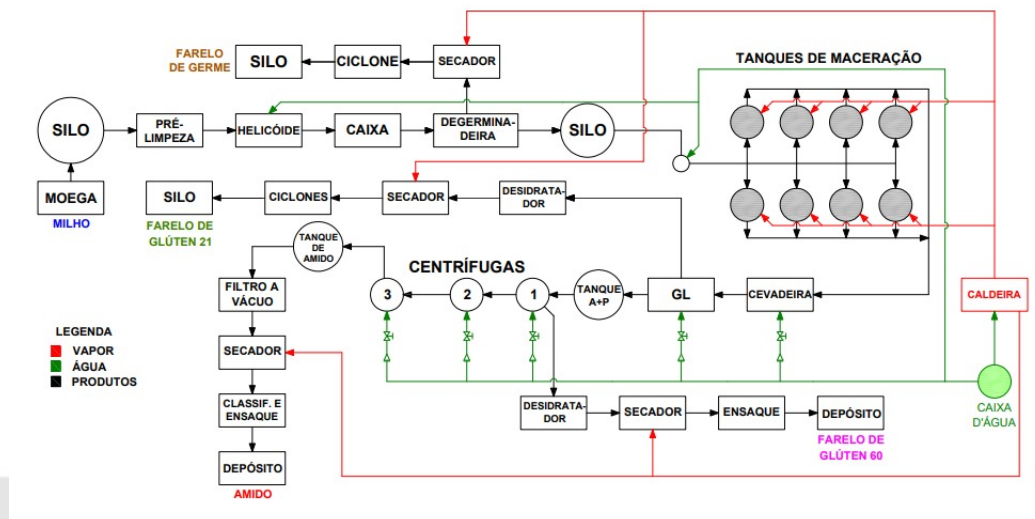 TANQUES DE MACERAÇÃO
FARELO
DE GERME
SILO
CICLONE
SECADOR
SILO
PRÉ-
LIMPEZA
HELICÓIDE
CAIXA
DEGERMINA-
DEIRA
SILO
MOEGA
MILHO
SILO
FARELO DE
GLÚTEN 21
CICLONES
SECADOR
DESIDRATA-
DOR
TANQUE
DE
AMIDO
CENTRÍFUGAS
3
2
1
TANQUE
A+P
GL
CEVADEIRA
CALDEIRA
FILTRO A
VÁCUO
LEGENDA
VAPOR
ÁGUA
PRODUTOS
SECADOR
CLASSIF. E
ENSAQUE
DEPÓSITO
AMIDO
DESIDRATA-
DOR
SECADOR
ENSAQUE
DEPÓSITO
FARELO DE
GLÚTEN 60
CAIXA
D'ÁGUA